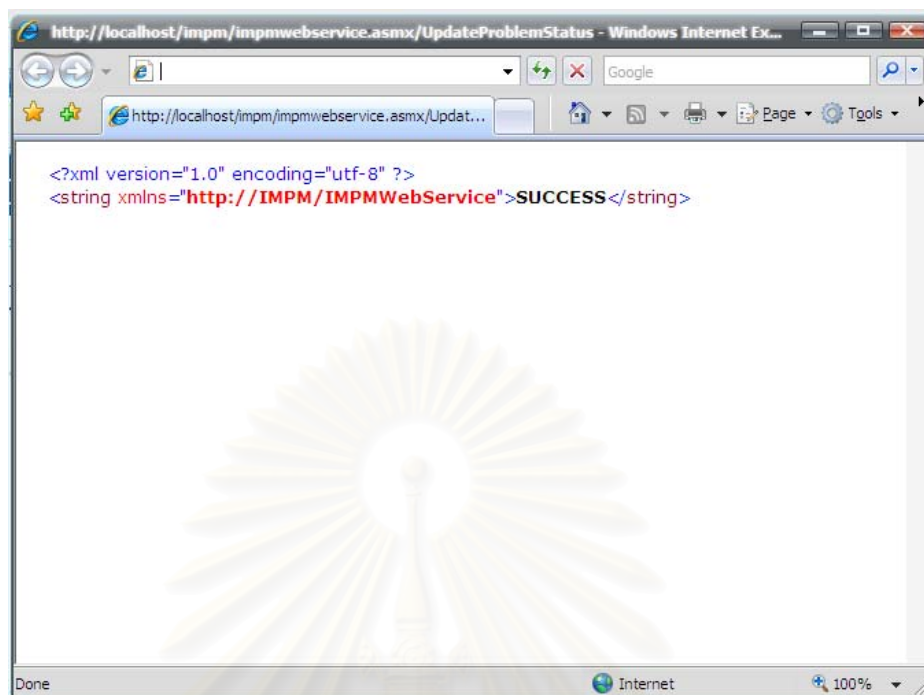 http://localhost/impm/impmwebservice.asmx/UpdateProblemStatus - Windows Internet Ex...
Google
http://localhost/impm/impmwebservice.asmx/Updat...
Page
Tools
<?xml version="1.0" encoding="utf-8" ?>
<string xmlns="http://IMPM/IMPMWebService">SUCCESS</string>
Done
Internet
100%